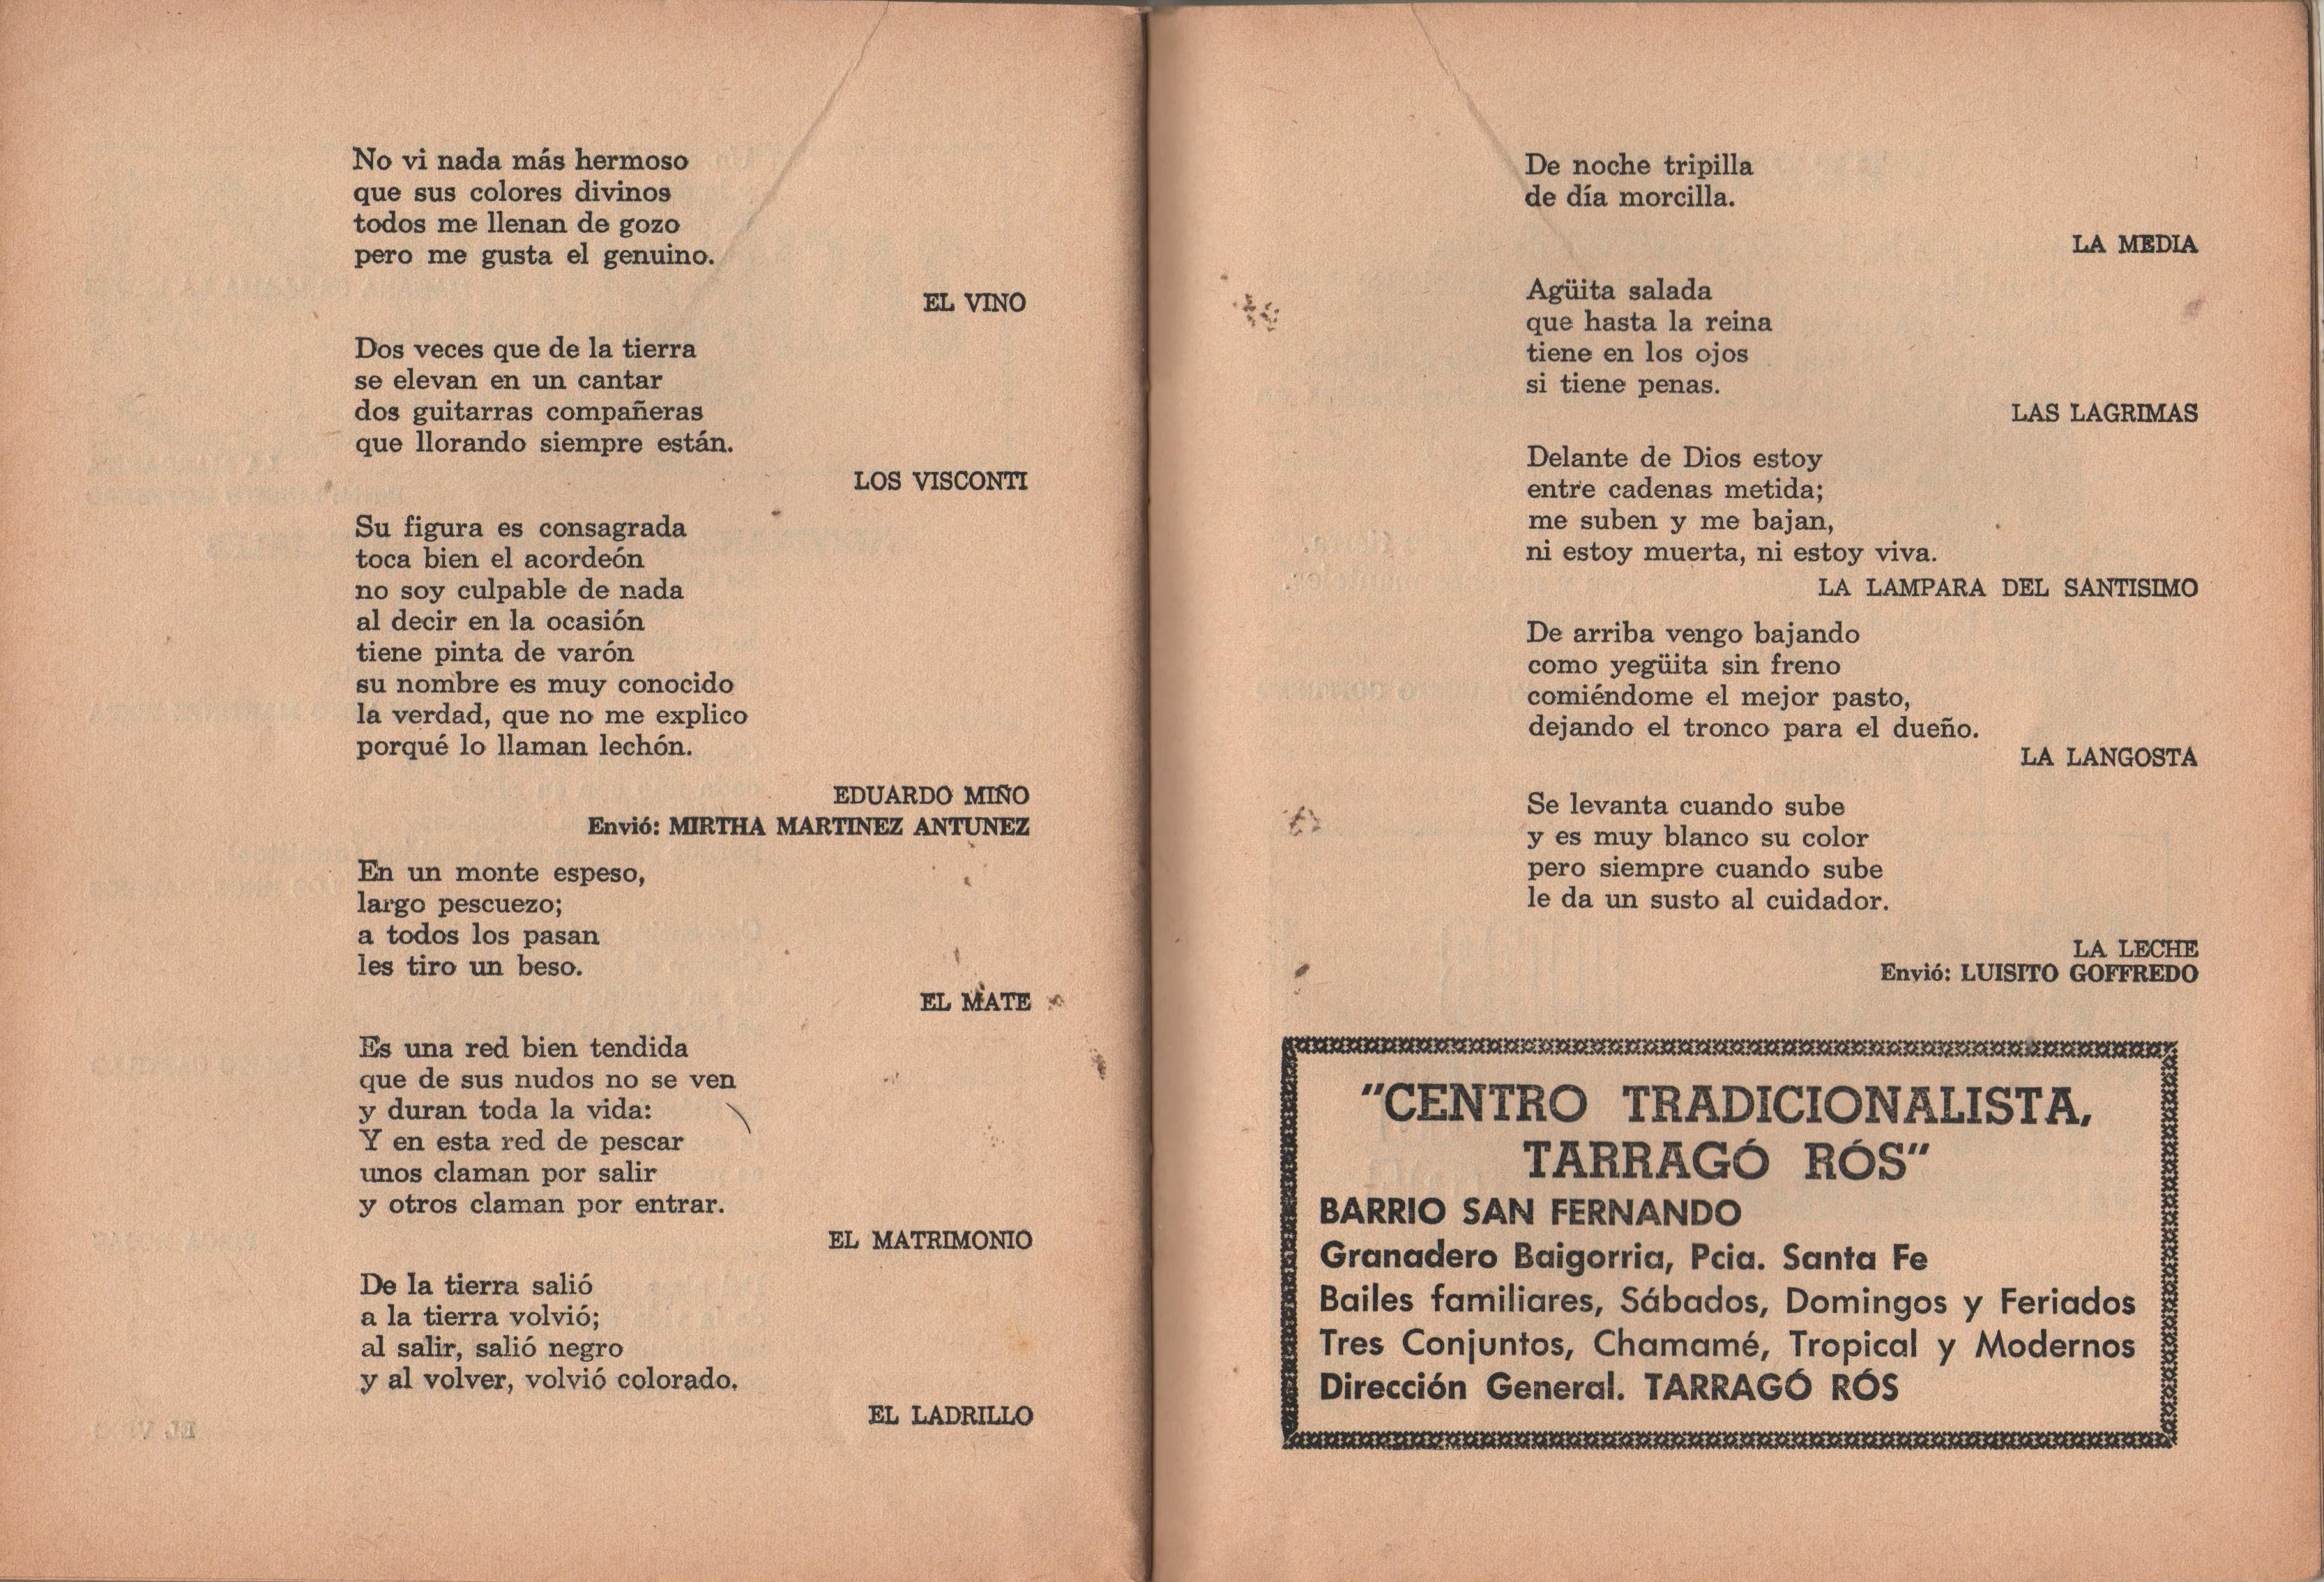 No vi nada más hermoso
que sus colores divinos
todos me llenan de gozo
pero me gusta el genuino.
EL VINO
Dos veces que de la tierra
se elevan en un cantar
dos guitarras compañeras
que llorando siempre están.
LOS VISCONTI
Su figura es consagrada
toca bien el acordeón
no soy culpable de nada
al decir en la ocasión
tiene pinta de varón
su nombre es muy conocido
la verdad, que no me explico
porqué lo llaman lechón.
EDUARDO MIÑO
Envió: MIRTHA MARTINEZ ANTUNEZ
En un monte espeso,
largo pescuezo;
a todos los pasan
les tiro un beso.
EL MATE
Es una red bien tendida
que de sus nudos no se ven
y duran toda la vida:
Y en esta red de pescar
unos claman por salir
y otros claman por entrar.
EL MATRIMONIO
De la tierra salió
a la tierra volvió;
al salir, salió negro
y al volver, volvió colorado.
EL LADRILLO
De noche tripilla
de día morcilla.
LA MEDIA
Agüita salada
que hasta la reina
tiene en los ojos
si tiene penas.
LAS LAGRIMAS
Delante de Dios estoy
entre cadenas metida;
me suben y me bajan,
ni estoy muerta, ni estoy viva.
LA LAMPARA DEL SANTISIMO
De arriba vengo bajando
como yegüita sin freno
comiéndome el mejor pasto,
dejando el tronco para el dueño.
LA LANGOSTA
Se levanta cuando sube
y es muy blanco su color
pero siempre cuando sube
le da un susto al cuidador.
LA LECHE
Envió: LUISITO GOFFREDO
"CENTRO TRADICIONALISTA,
TARRAGÓ RÓS"
BARRIO SAN FERNANDO
Granadero Baigorria, Pcia. Santa Fe
Bailes familiares, Sábados, Domingos y Feriados
Tres Conjuntos, Chamamé, Tropical y Modernos
Dirección General. TARRAGÓ RÓS